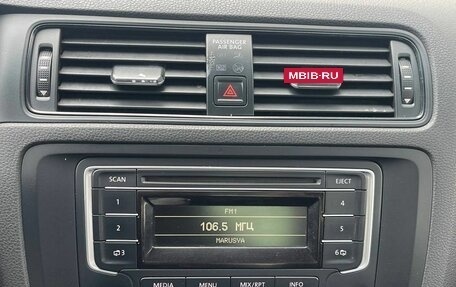 PASSENGER
AIR BAG
MBIB·RU
SCAN
EJECT
1
4
2
5
3
6
FM1
106.5 МГЦ
MARUSYA
MEDIA
MENU
MIX/RPT
INFO